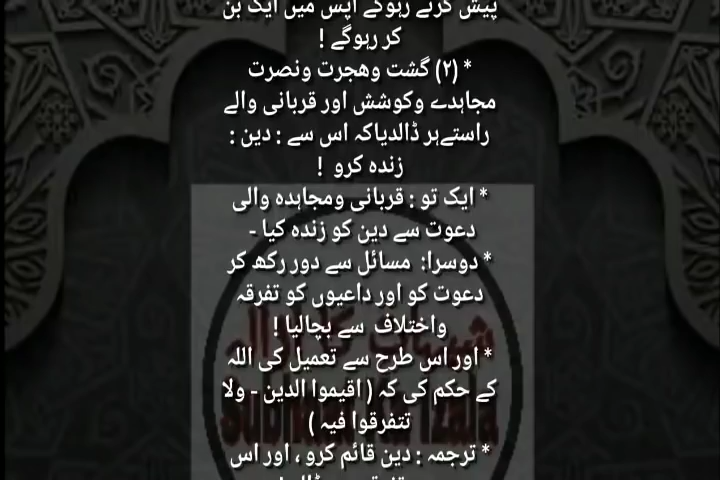 پیش کرتے رہوگے آپس میں ایک بن
کر رہوگے !
* (۲) گشت وھجرت ونصرت
مجاہدے وکوشش اور قربانی والے
راستےہر ڈالدیاکہ اس سے : دین :
زندہ کرو !
* ایک تو : قربانی ومجاہدہ والی
دعوت سے دین کو زندہ کیا -
* دوسرا: مسائل سے دور رکھ کر
دعوت کو اور داعیوں کو تفرقہ
واختلاف سے بچالیا !
* اور اس طرح سے تعمیل کی اللہ
کے حکم کی کہ ( اقیموا الدین - ولا
تتفرقوا فیہ )
* ترجمہ : دین قائم کرو ، اور اس